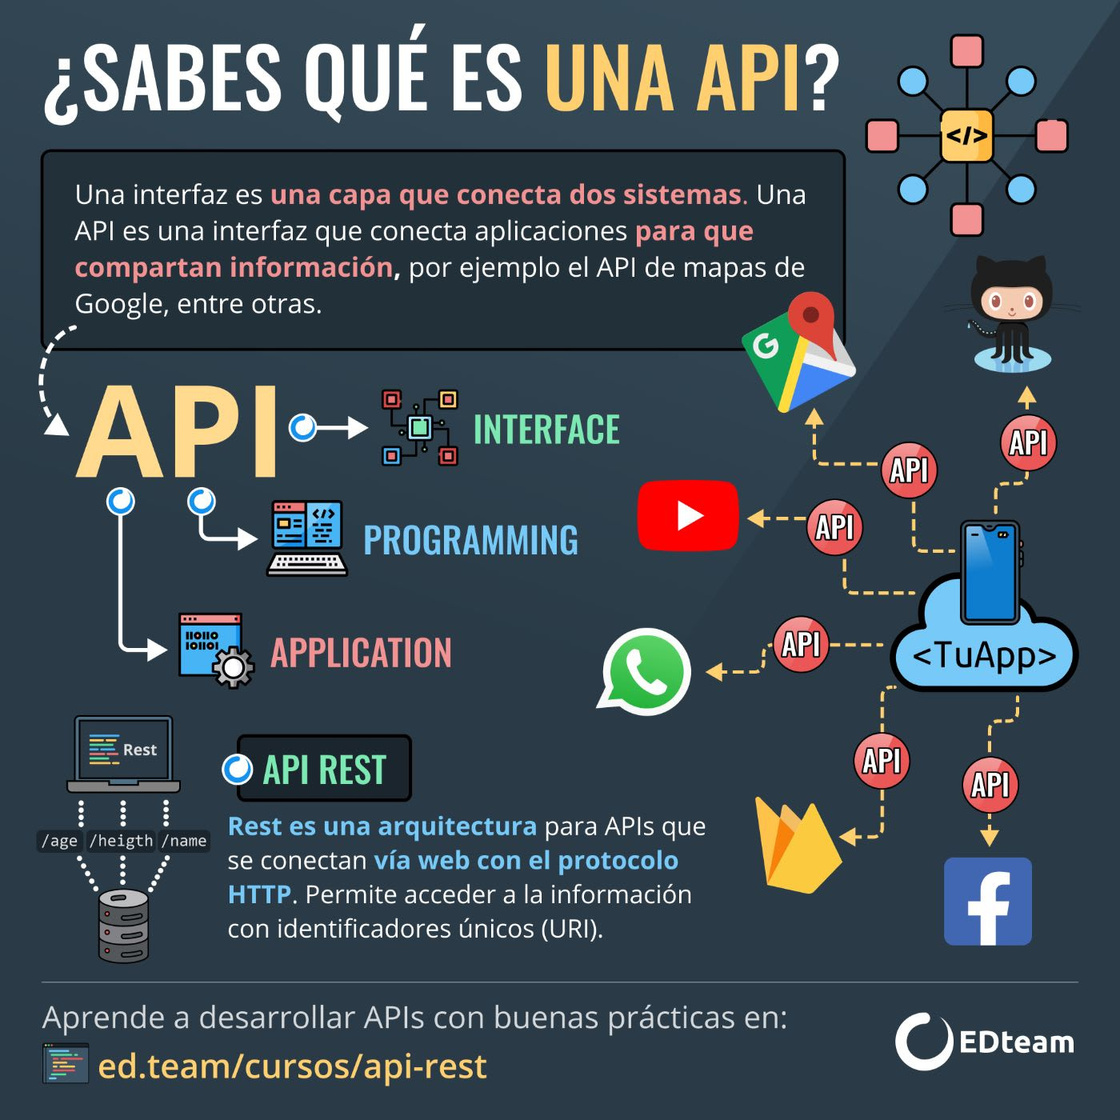 ¿SABES QUÉ ES UNA API?
</>
Una interfaz es una capa que conecta dos sistemas. Una
API es una interfaz que conecta aplicaciones para que
compartan información, por ejemplo el API de mapas de
Google, entre otras.
G
API
INTERFACE
</>
PROGRAMMING
APPLICATION
API
API
API
API
API
API
<TuApp>
Rest
/age /heigth /name
API REST
Rest es una arquitectura para APIs que
se conectan vía web con el protocolo
HTTP. Permite acceder a la información
con identificadores únicos (URI).
f
Aprende a desarrollar APIs con buenas prácticas en:
ed.team/cursos/api-rest
EDteam